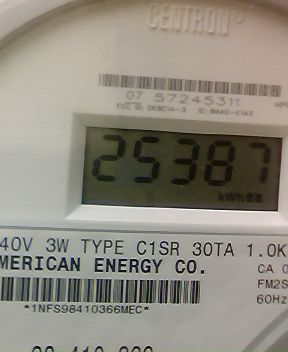 CENTRON
07 57245311
25387
kWh
40V 3W TYPE C1SR 30TA 1.0K
MERICAN ENERGY CO.
CA 0
FM2S
60Hz
*1NFS98410366MEC*